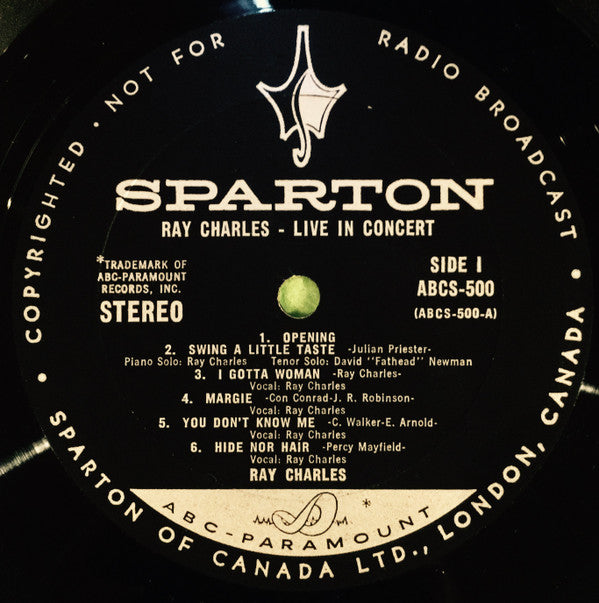 COPYRIGHTED · NOT FOR RADIO BROADCAST ·
SPARTON
RAY CHARLES - LIVE IN CONCERT
*TRADEMARK OF
ABC-PARAMOUNT
RECORDS, INC.
STEREO
SIDE I
ABCS-500
(ABCS-500-A)
1. OPENING
2. SWING A LITTLE TASTE -Julian Priester-
Piano Solo: Ray Charles Tenor Solo: David "Fathead" Newman
3. I GOTTA WOMAN -Ray Charles-
Vocal: Ray Charles
4. MARGIE -Con Conrad-J. R. Robinson-
Vocal: Ray Charles
5. YOU DON'T KNOW ME -C. Walker-E. Arnold-
Vocal: Ray Charles
6. HIDE NOR HAIR -Percy Mayfield-
Vocal: Ray Charles
RAY CHARLES
*
ABC-PARAMOUNT
· SPARTON OF CANADA LTD., LONDON, CANADA